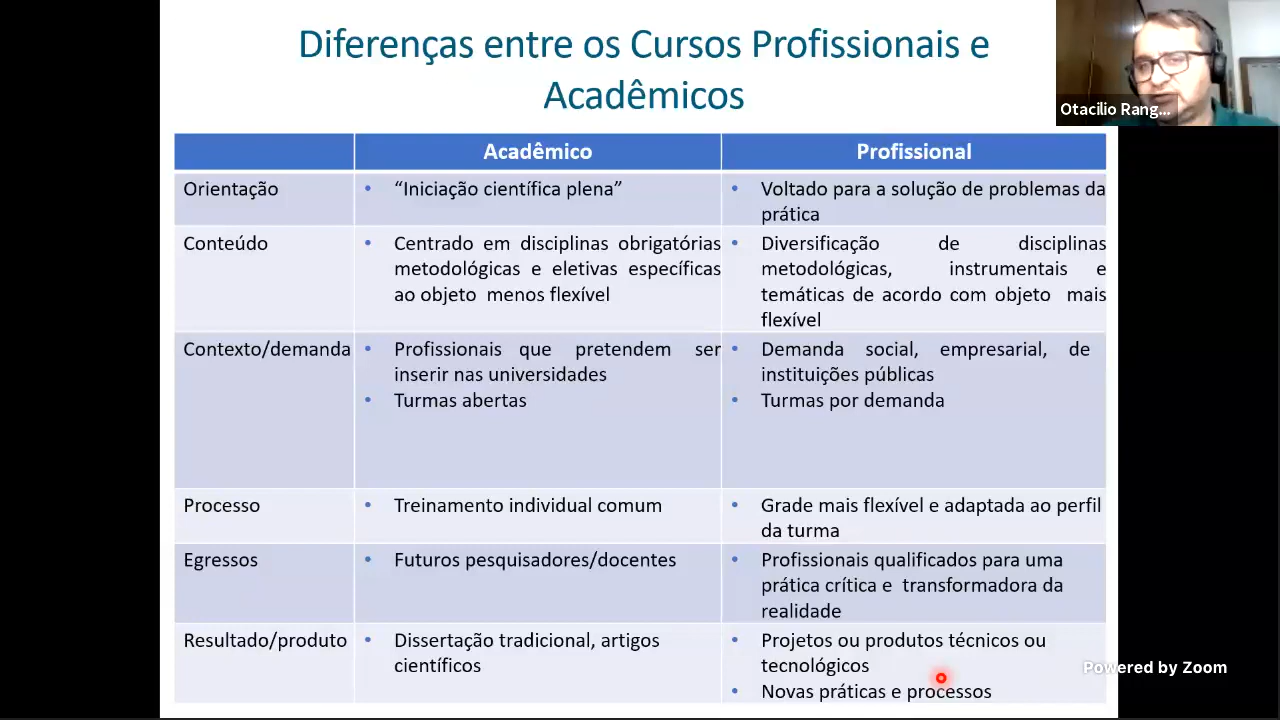 Diferenças entre os Cursos Profissionais e
Acadêmicos
Otacilio Rang...
Acadêmico
Profissional
Orientação
• “Iniciação científica plena”
• Voltado para a solução de problemas da
prática
Conteúdo
• Centrado em disciplinas obrigatórias
metodológicas e eletivas específicas
ao objeto menos flexível
• Diversificação de disciplinas
metodológicas, instrumentais e
temáticas de acordo com objeto mais
flexível
Contexto/demanda
• Profissionais que pretendem ser
inserir nas universidades
• Turmas abertas
• Demanda social, empresarial, de
instituições públicas
• Turmas por demanda
Processo
• Treinamento individual comum
• Grade mais flexível e adaptada ao perfil
da turma
Egressos
• Futuros pesquisadores/docentes
• Profissionais qualificados para uma
prática crítica e transformadora da
realidade
Resultado/produto
• Dissertação tradicional, artigos
científicos
• Projetos ou produtos técnicos ou
tecnológicos
• Novas práticas e processos
Powered by Zoom